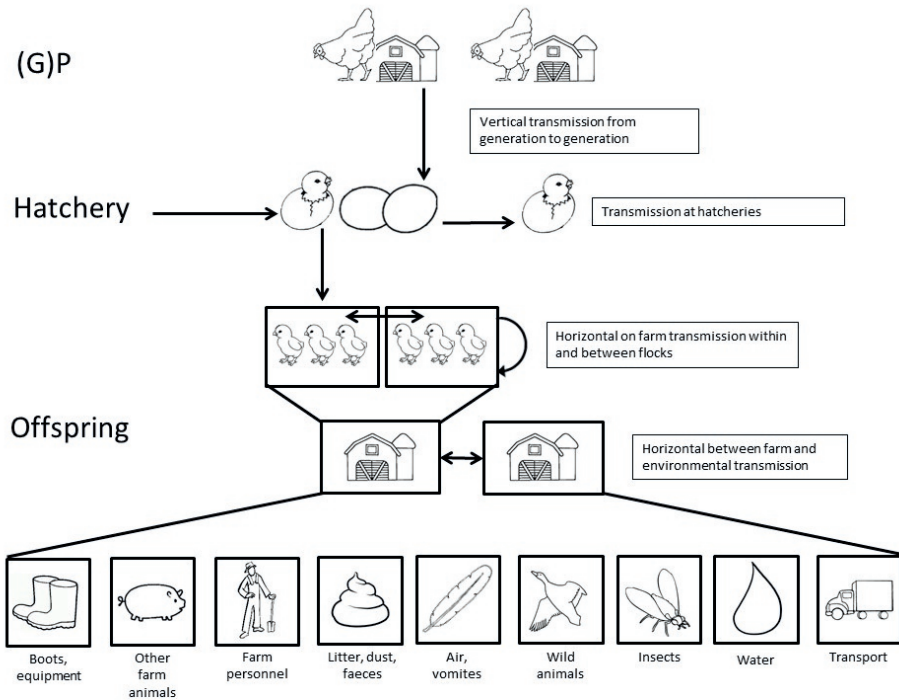 (G)P
Vertical transmission from
generation to generation
Hatchery
Transmission at hatcheries
Horizontal on farm transmission within
and between flocks
Offspring
Horizontal between farm and
environmental transmission
Boots,
equipment
Other
farm
animals
Farm
personnel
Litter, dust,
faeces
Air,
vomites
Wild
animals
Insects
Water
Transport